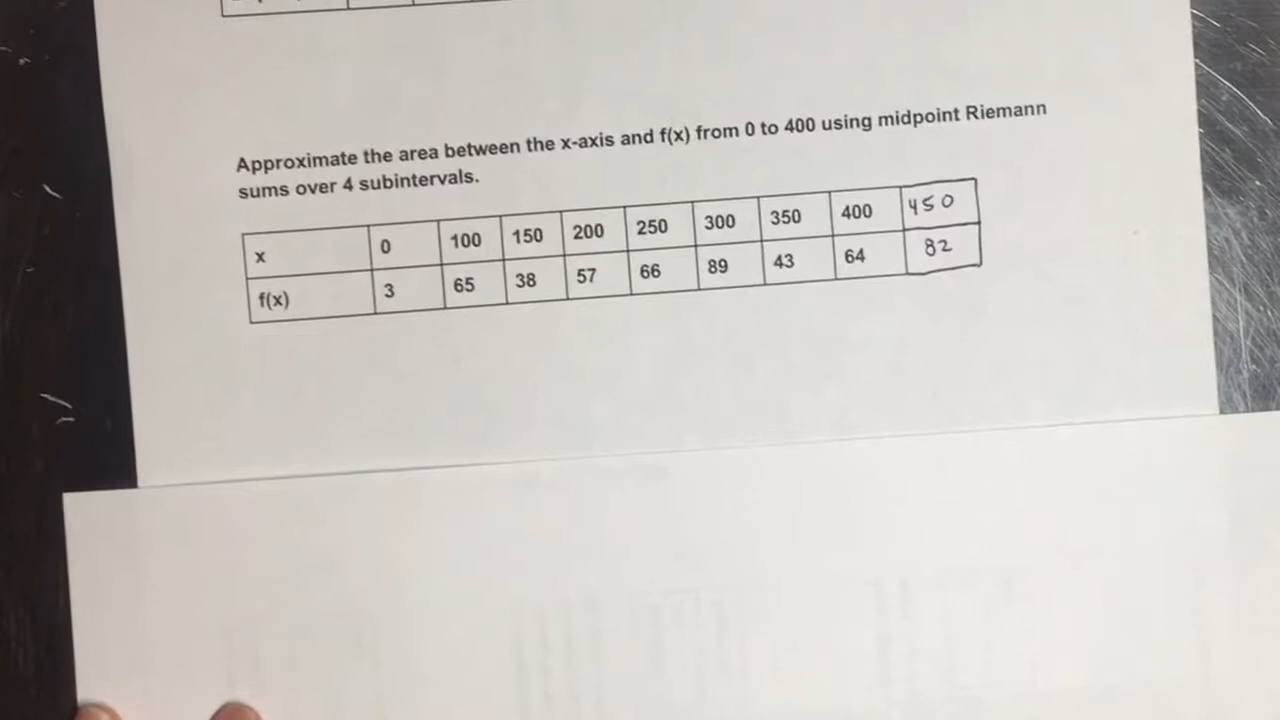 Approximate the area between the x-axis and f(x) from 0 to 400 using midpoint Riemann
sums over 4 subintervals.
x 0 100 150 200 250 300 350 400 450
f(x) 3 65 38 57 66 89 43 64 82